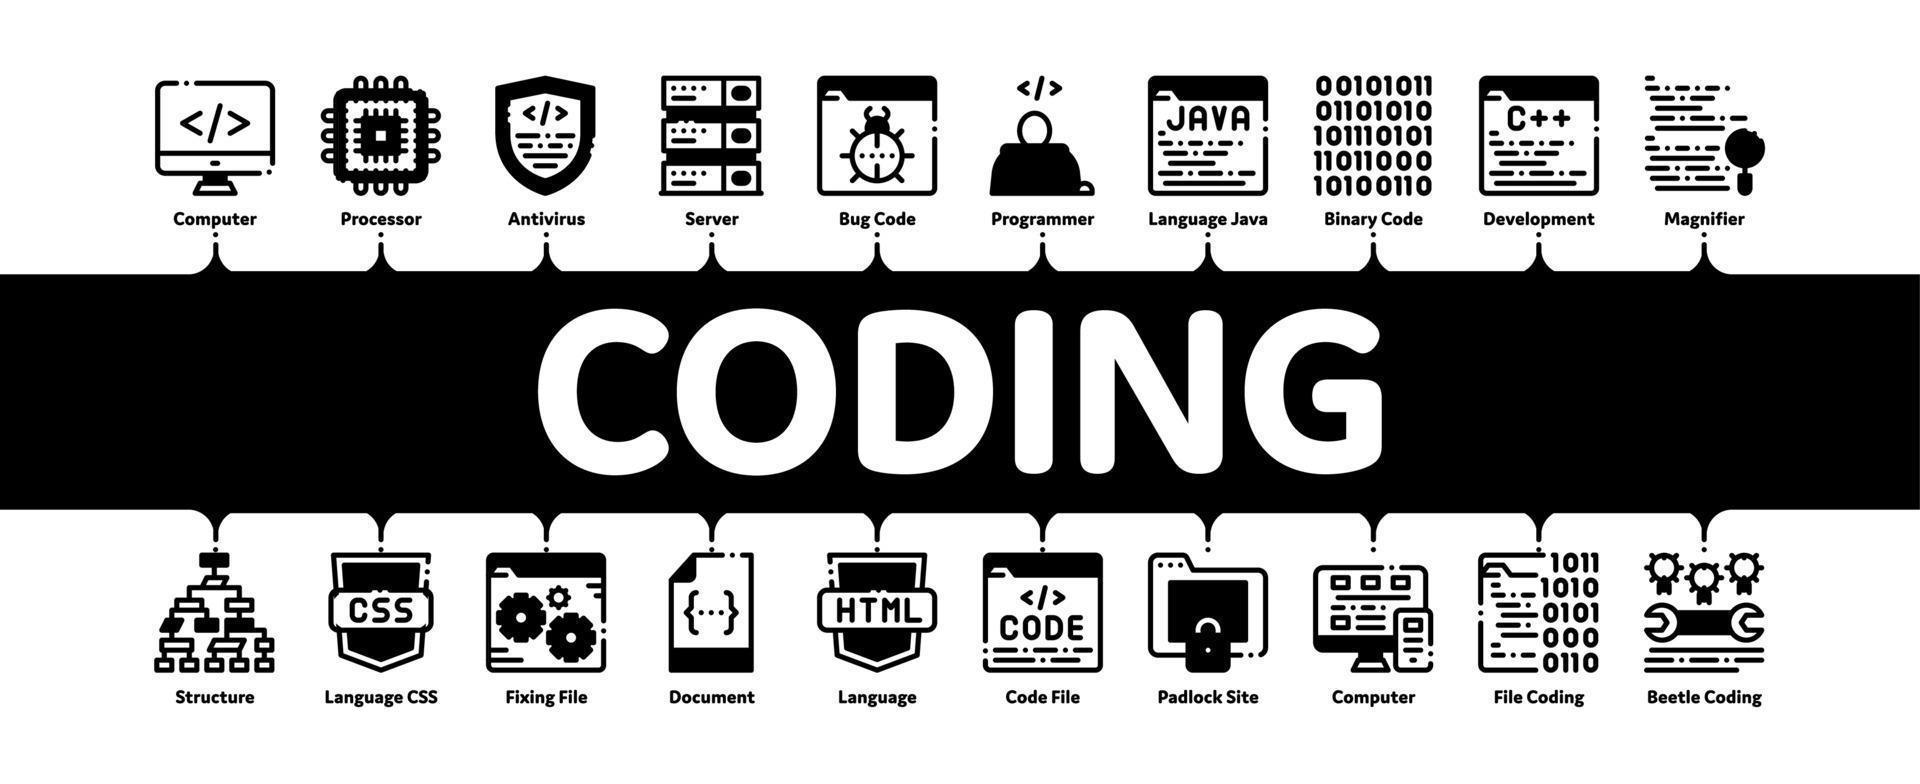 </>
</>
</>
JAVA
00101011
01101010
101110101
11011000
10100110
C++
Computer
Processor
Antivirus
Server
Bug Code
Programmer
Language Java
Binary Code
Development
Magnifier
CODING
CSS
{...}
HTML
</>
CODE
1011
1010
0101
000
0110
Structure
Language CSS
Fixing File
Document
Language
Code File
Padlock Site
Computer
File Coding
Beetle Coding